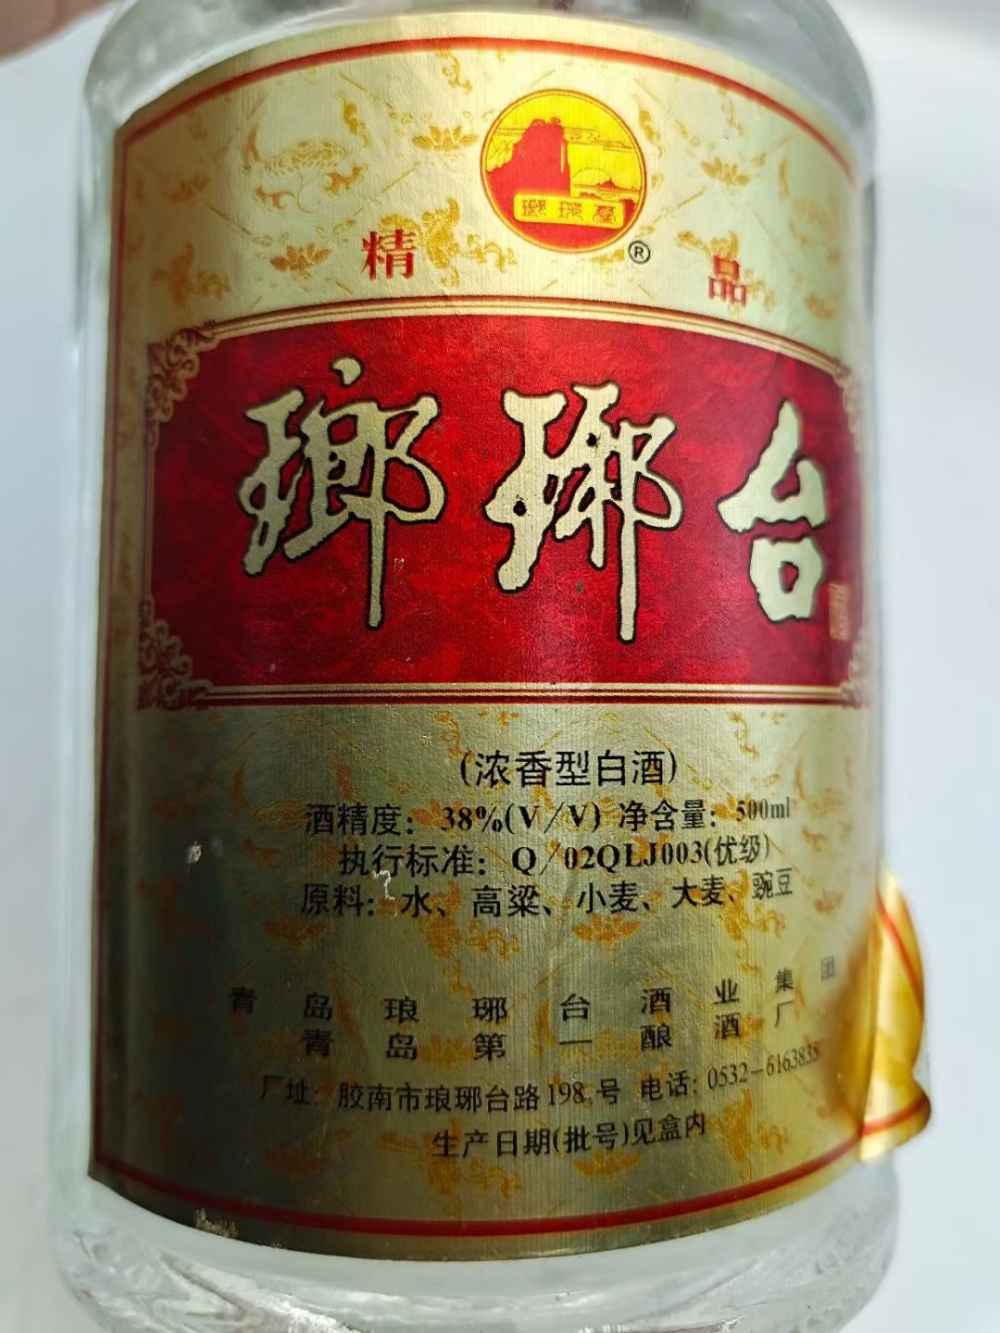 琅琊臺
®
精 品
瑯琊台
(浓香型白酒)
酒精度：38%(V/V) 净含量：500ml
执行标准：Q/02QLJ003(优级)
原料：水、高粱、小麦、大麦、豌豆
青岛琅琊台酒业集团
青岛第一酿酒厂
厂址：胶南市琅琊台路198号 电话：0532-6163838
生产日期(批号)见盒内